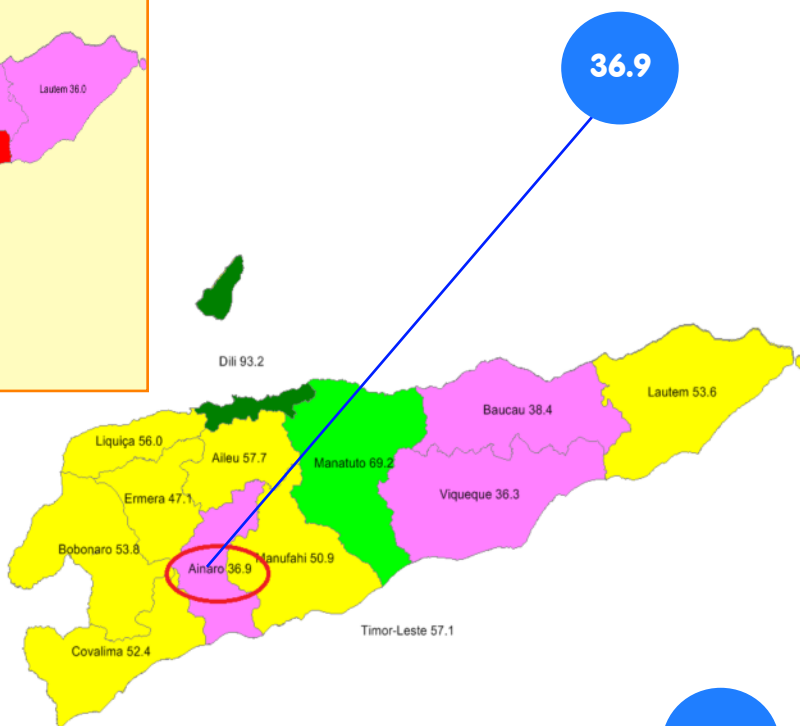 36.9
Lautem 36.0
Dili 93.2
Lautem 53.6
Baucau 38.4
Liquiça 56.0
Aileu 57.7
Manatuto 69.2
Ermera 47.1
Viqueque 36.3
Bobonaro 53.8
Manufahi 50.9
Ainaro 36.9
Timor-Leste 57.1
Covalima 52.4